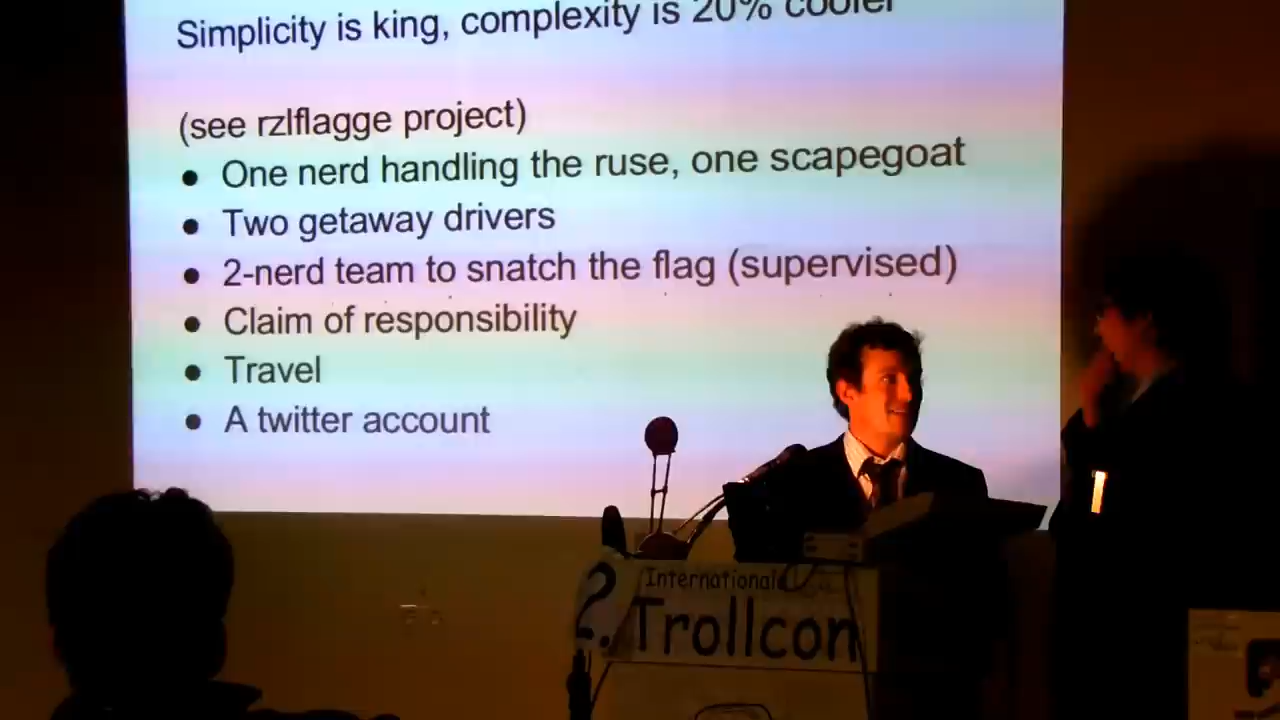 Simplicity is king, complexity is 20% cooler
(see rzlflagge project)
● One nerd handling the ruse, one scapegoat
● Two getaway drivers
● 2-nerd team to snatch the flag (supervised)
● Claim of responsibility
● Travel
● A twitter account
2. Internationale
Trollcon